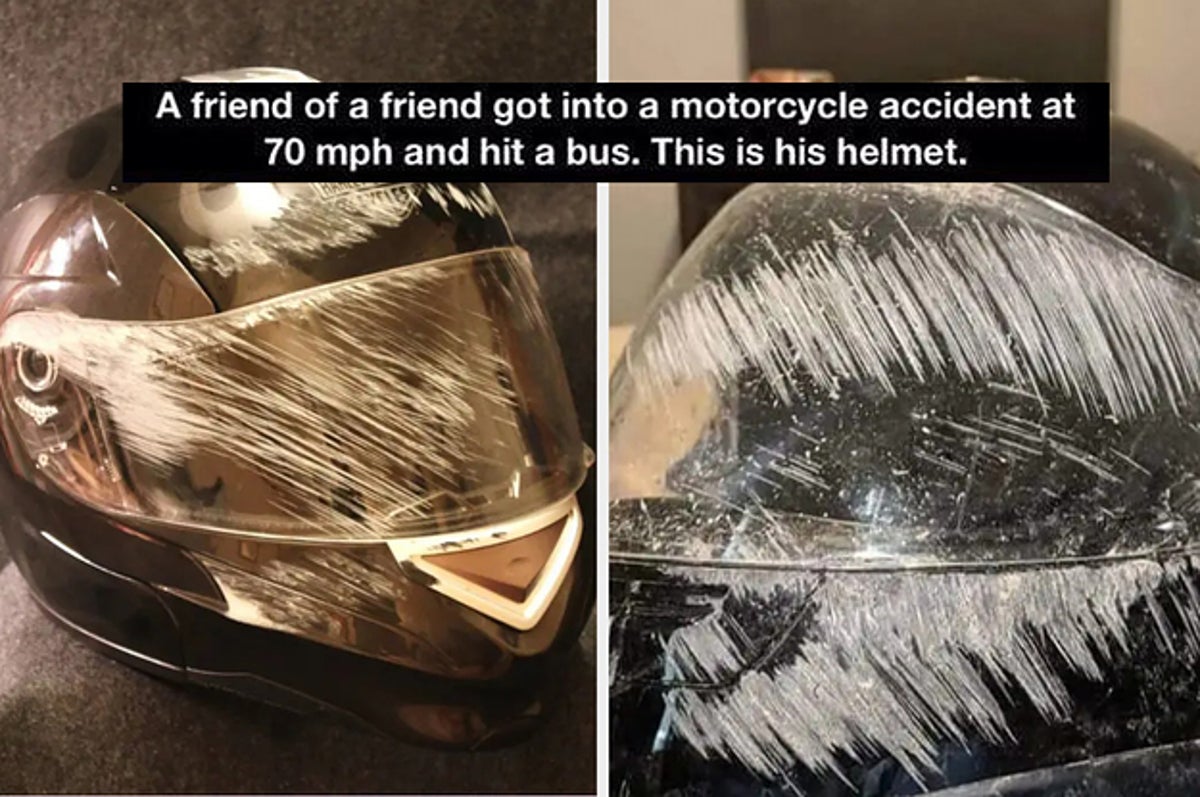 A friend of a friend got into a motorcycle accident at
70 mph and hit a bus. This is his helmet.